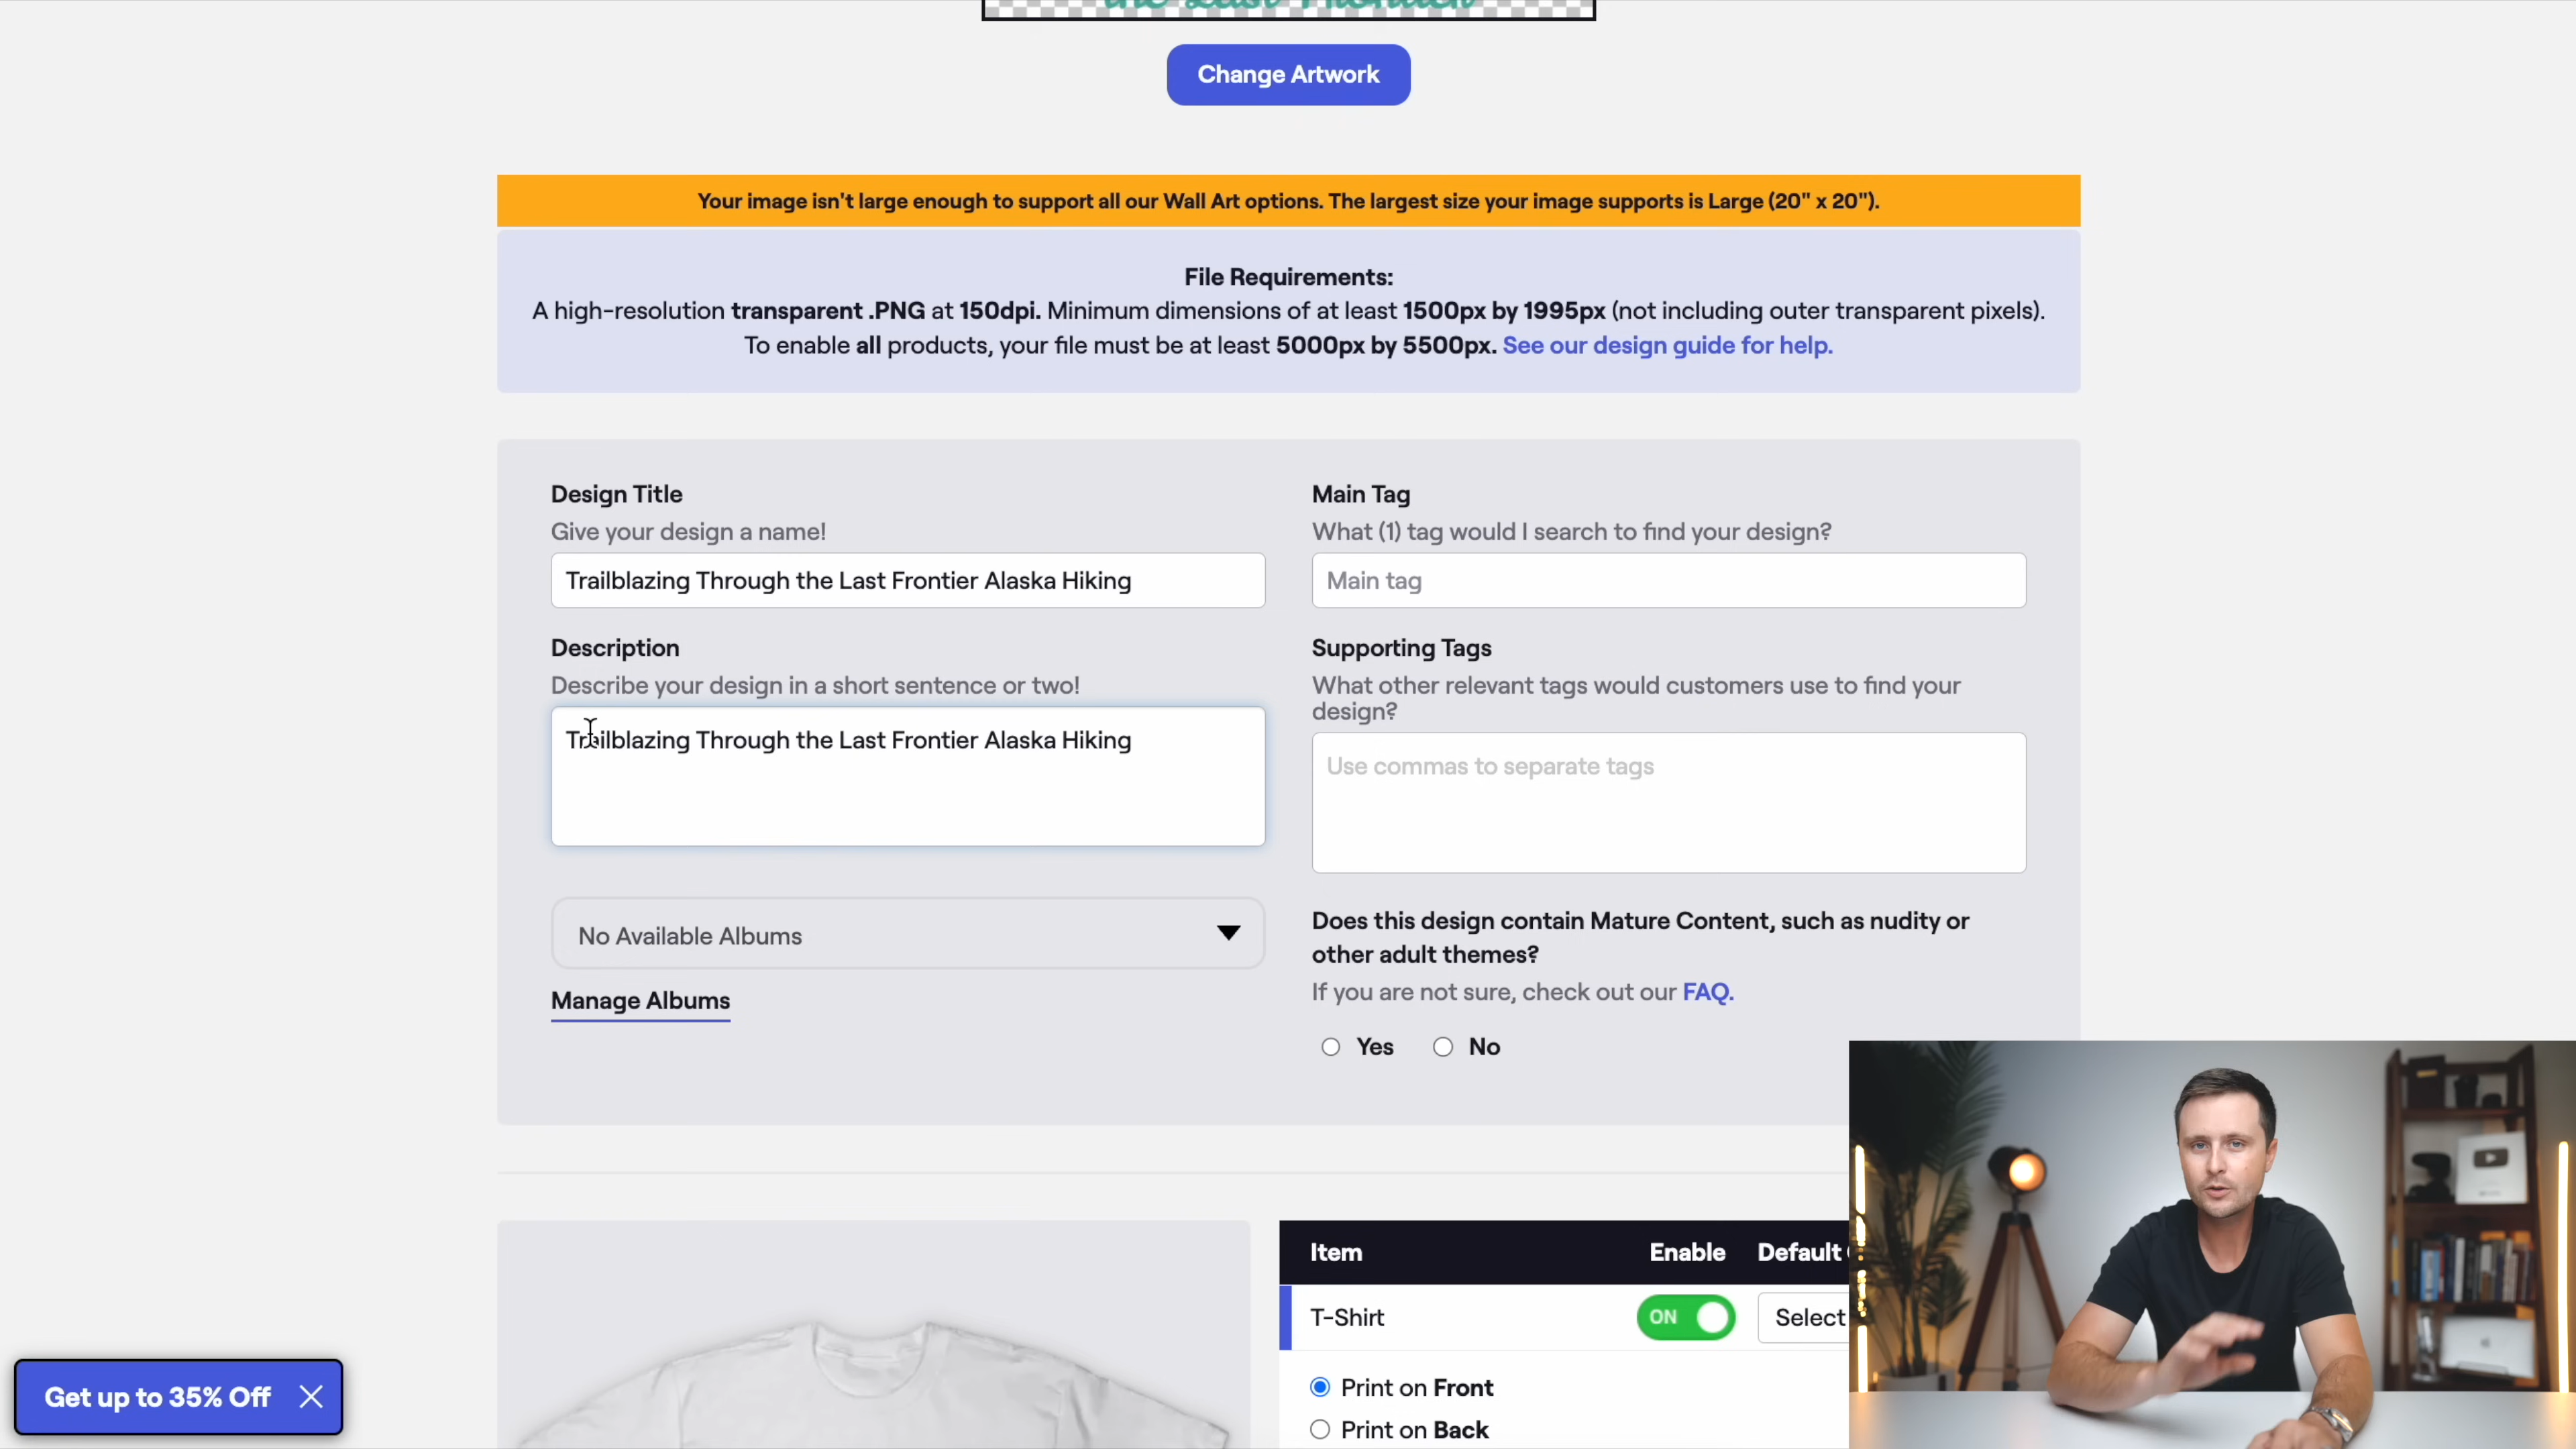 the Last Frontier
Change Artwork
Your image isn't large enough to support all our Wall Art options. The largest size your image supports is Large (20" x 20").
File Requirements:
A high-resolution transparent .PNG at 150dpi. Minimum dimensions of at least 1500px by 1995px (not including outer transparent pixels).
To enable all products, your file must be at least 5000px by 5500px. See our design guide for help.
Design Title
Give your design a name!
Trailblazing Through the Last Frontier Alaska Hiking
Description
Describe your design in a short sentence or two!
Trailblazing Through the Last Frontier Alaska Hiking
No Available Albums
Manage Albums
Main Tag
What (1) tag would I search to find your design?
Main tag
Supporting Tags
What other relevant tags would customers use to find your
design?
Use commas to separate tags
Does this design contain Mature Content, such as nudity or
other adult themes?
If you are not sure, check out our FAQ.
Yes No
Item Enable Default
T-Shirt ON Select
Print on Front
Print on Back
Get up to 35% Off